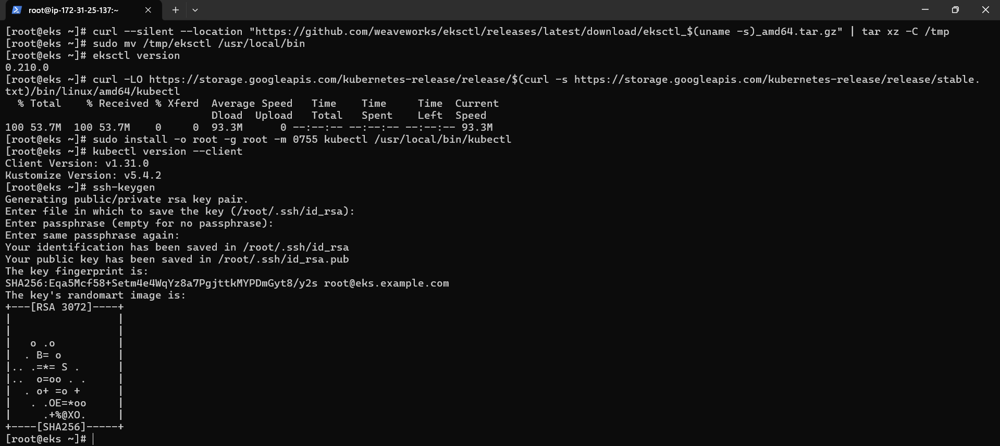 root@ip-172-31-25-137:~
[root@eks ~]# curl --silent --location "https://github.com/weaveworks/eksctl/releases/latest/download/eksctl_$(uname -s)_amd64.tar.gz" | tar xz -C /tmp
[root@eks ~]# sudo mv /tmp/eksctl /usr/local/bin
[root@eks ~]# eksctl version
0.210.0
[root@eks ~]# curl -LO https://storage.googleapis.com/kubernetes-release/release/$(curl -s https://storage.googleapis.com/kubernetes-release/release/stable.
txt)/bin/linux/amd64/kubectl
  % Total    % Received % Xferd  Average Speed   Time    Time     Time  Current
                                 Dload  Upload   Total   Spent    Left  Speed
100 53.7M  100 53.7M    0     0  93.3M      0 --:--:-- --:--:-- --:--:-- 93.3M
[root@eks ~]# sudo install -o root -g root -m 0755 kubectl /usr/local/bin/kubectl
[root@eks ~]# kubectl version --client
Client Version: v1.31.0
Kustomize Version: v5.4.2
[root@eks ~]# ssh-keygen
Generating public/private rsa key pair.
Enter file in which to save the key (/root/.ssh/id_rsa):
Enter passphrase (empty for no passphrase):
Enter same passphrase again:
Your identification has been saved in /root/.ssh/id_rsa
Your public key has been saved in /root/.ssh/id_rsa.pub
The key fingerprint is:
SHA256:Eqa5Mcf58+Setm4e4WqYz8a7PgjttkMYPDmGyt8/y2s root@eks.example.com
The key's randomart image is:
+---[RSA 3072]----+
|                 |
|                 |
|   o .o          |
|  . B= o         |
|.. .=*= S .      |
|..  o=oo . .     |
|  . o+ =o +      |
|   . .OE=*oo     |
|     .+%@XO.     |
+----[SHA256]-----+
[root@eks ~]#